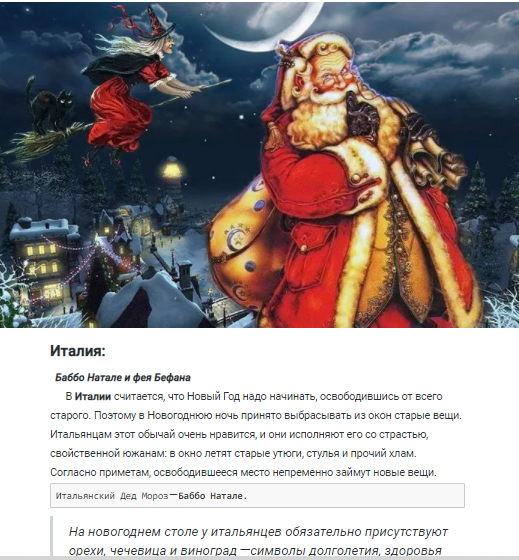 Италия:
Баббо Натале и фея Бефана
В Италии считается, что Новый Год надо начинать, освободившись от всего
старого. Поэтому в Новогоднюю ночь принято выбрасывать из окон старые вещи.
Итальянцам этот обычай очень нравится, и они исполняют его со страстью,
свойственной южанам: в окно летят старые утюги, стулья и прочий хлам.
Согласно приметам, освободившееся место непременно займут новые вещи.
Итальянский Дед Мороз—Баббо Натале.
На новогоднем столе у итальянцев обязательно присутствуют
орехи, чечевица и виноград —символы долголетия, здоровья